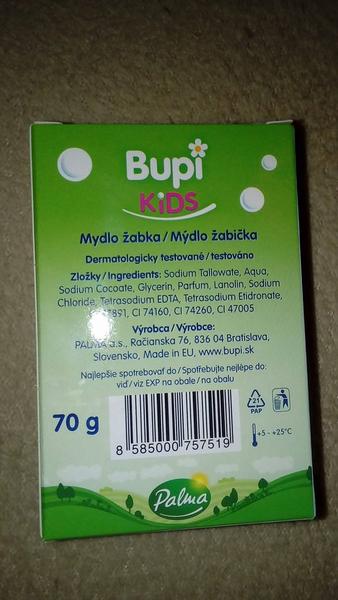 Bupi
KiDS
Mydlo žabka / Mýdlo žabička
Dermatologicky testované / testováno
Zložky / Ingredients: Sodium Tallowate, Aqua,
Sodium Cocoate, Glycerin, Parfum, Lanolin, Sodium
Chloride, Tetrasodium EDTA, Tetrasodium Etidronate,
CI 74160, CI 74260, CI 47005
Výrobca / Výrobce:
PALMA a.s., Račianska 76, 836 04 Bratislava,
Slovensko, Made in EU, www.bupi.sk
Najlepšie spotrebovať do / Spotřebujte nejlépe do:
viď / viz EXP na obale / na obalu
70 g
8 585000 757519
21
PAP
+5 - +25°C
Palma